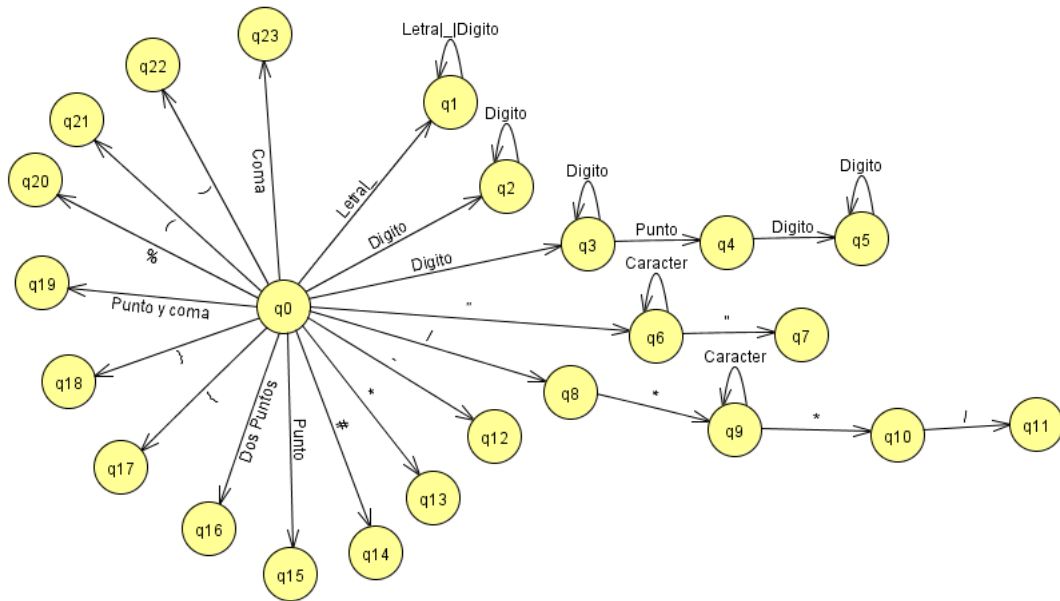 q23
Letra|_|Digito
q22
q1
q21
Digito
q20
q2
Coma
)
(
%
Letra|_
Digito
Digito
Digito
Digito
q3
Punto
q4
Digito
q5
q19
Punto y coma
q0
Caracter
"
q6
"
q7
}
/
Caracter
q18
{
Dos Puntos
Punto
#
*
-
q8
*
q9
*
q10
/
q11
q12
q17
q13
q16
q14
q15